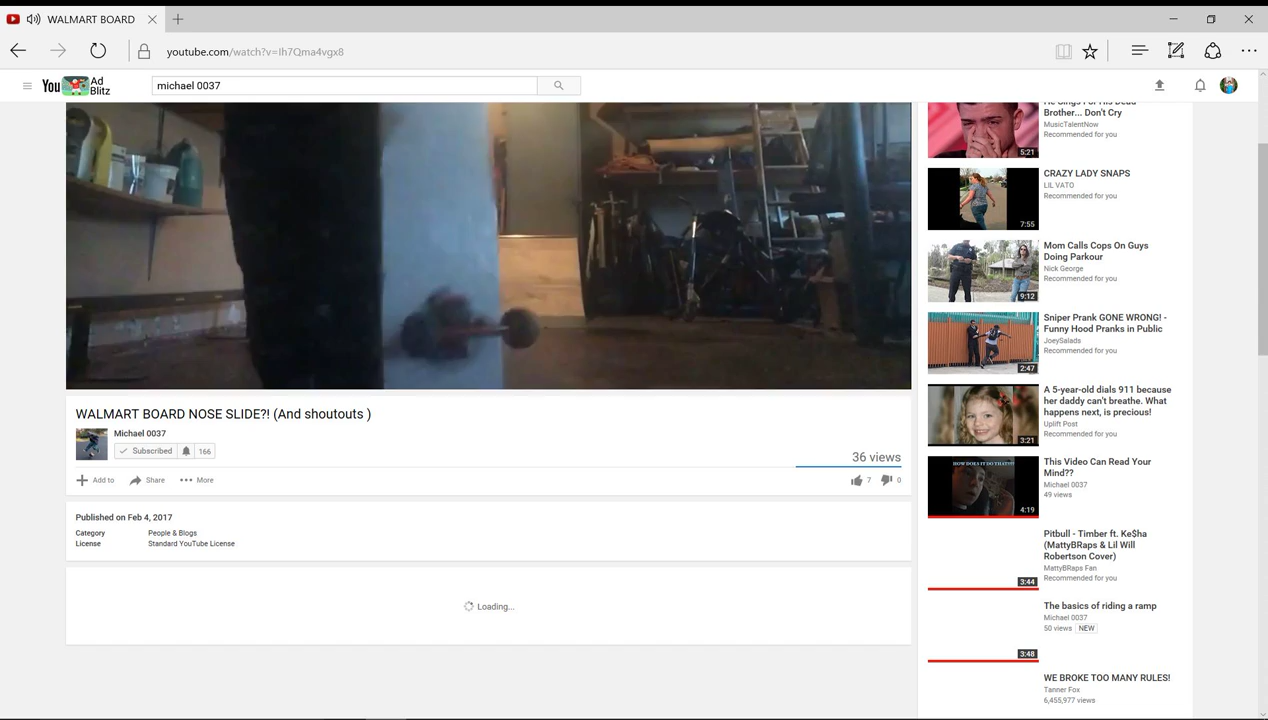 WALMART BOARD
youtube.com/watch?v=lh7Qma4vgx8
You Ad Blitz
michael 0037
WALMART BOARD NOSE SLIDE?! (And shoutouts )
Michael 0037
Subscribed 166
36 views
Add to Share More
7 0
Published on Feb 4, 2017
Category People & Blogs
License Standard YouTube License
Loading...
He Sings For His Dead
Brother... Don't Cry
MusicTalentNow
Recommended for you
5:21
CRAZY LADY SNAPS
LIL VATO
Recommended for you
7:55
Mom Calls Cops On Guys
Doing Parkour
Nick George
Recommended for you
9:12
Sniper Prank GONE WRONG! -
Funny Hood Pranks in Public
JoeySalads
Recommended for you
2:47
A 5-year-old dials 911 because
her daddy can't breathe. What
happens next, is precious!
Uplift Post
Recommended for you
3:21
HOW DOES IT DO THAT?!?
This Video Can Read Your
Mind??
Michael 0037
49 views
4:19
Pitbull - Timber ft. Ke$ha
(MattyBRaps & Lil Will
Robertson Cover)
MattyBRaps Fan
Recommended for you
3:44
The basics of riding a ramp
Michael 0037
50 views NEW
3:48
WE BROKE TOO MANY RULES!
Tanner Fox
6,455,977 views